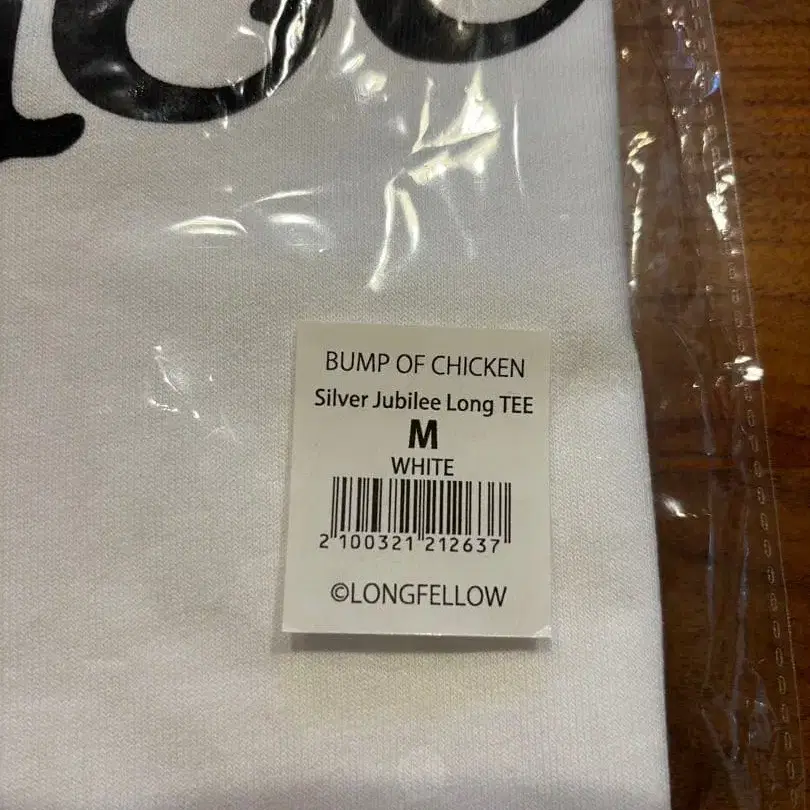 BUMP OF CHICKEN
Silver Jubilee Long TEE
M
WHITE
2 100321 212637
©LONGFELLOW